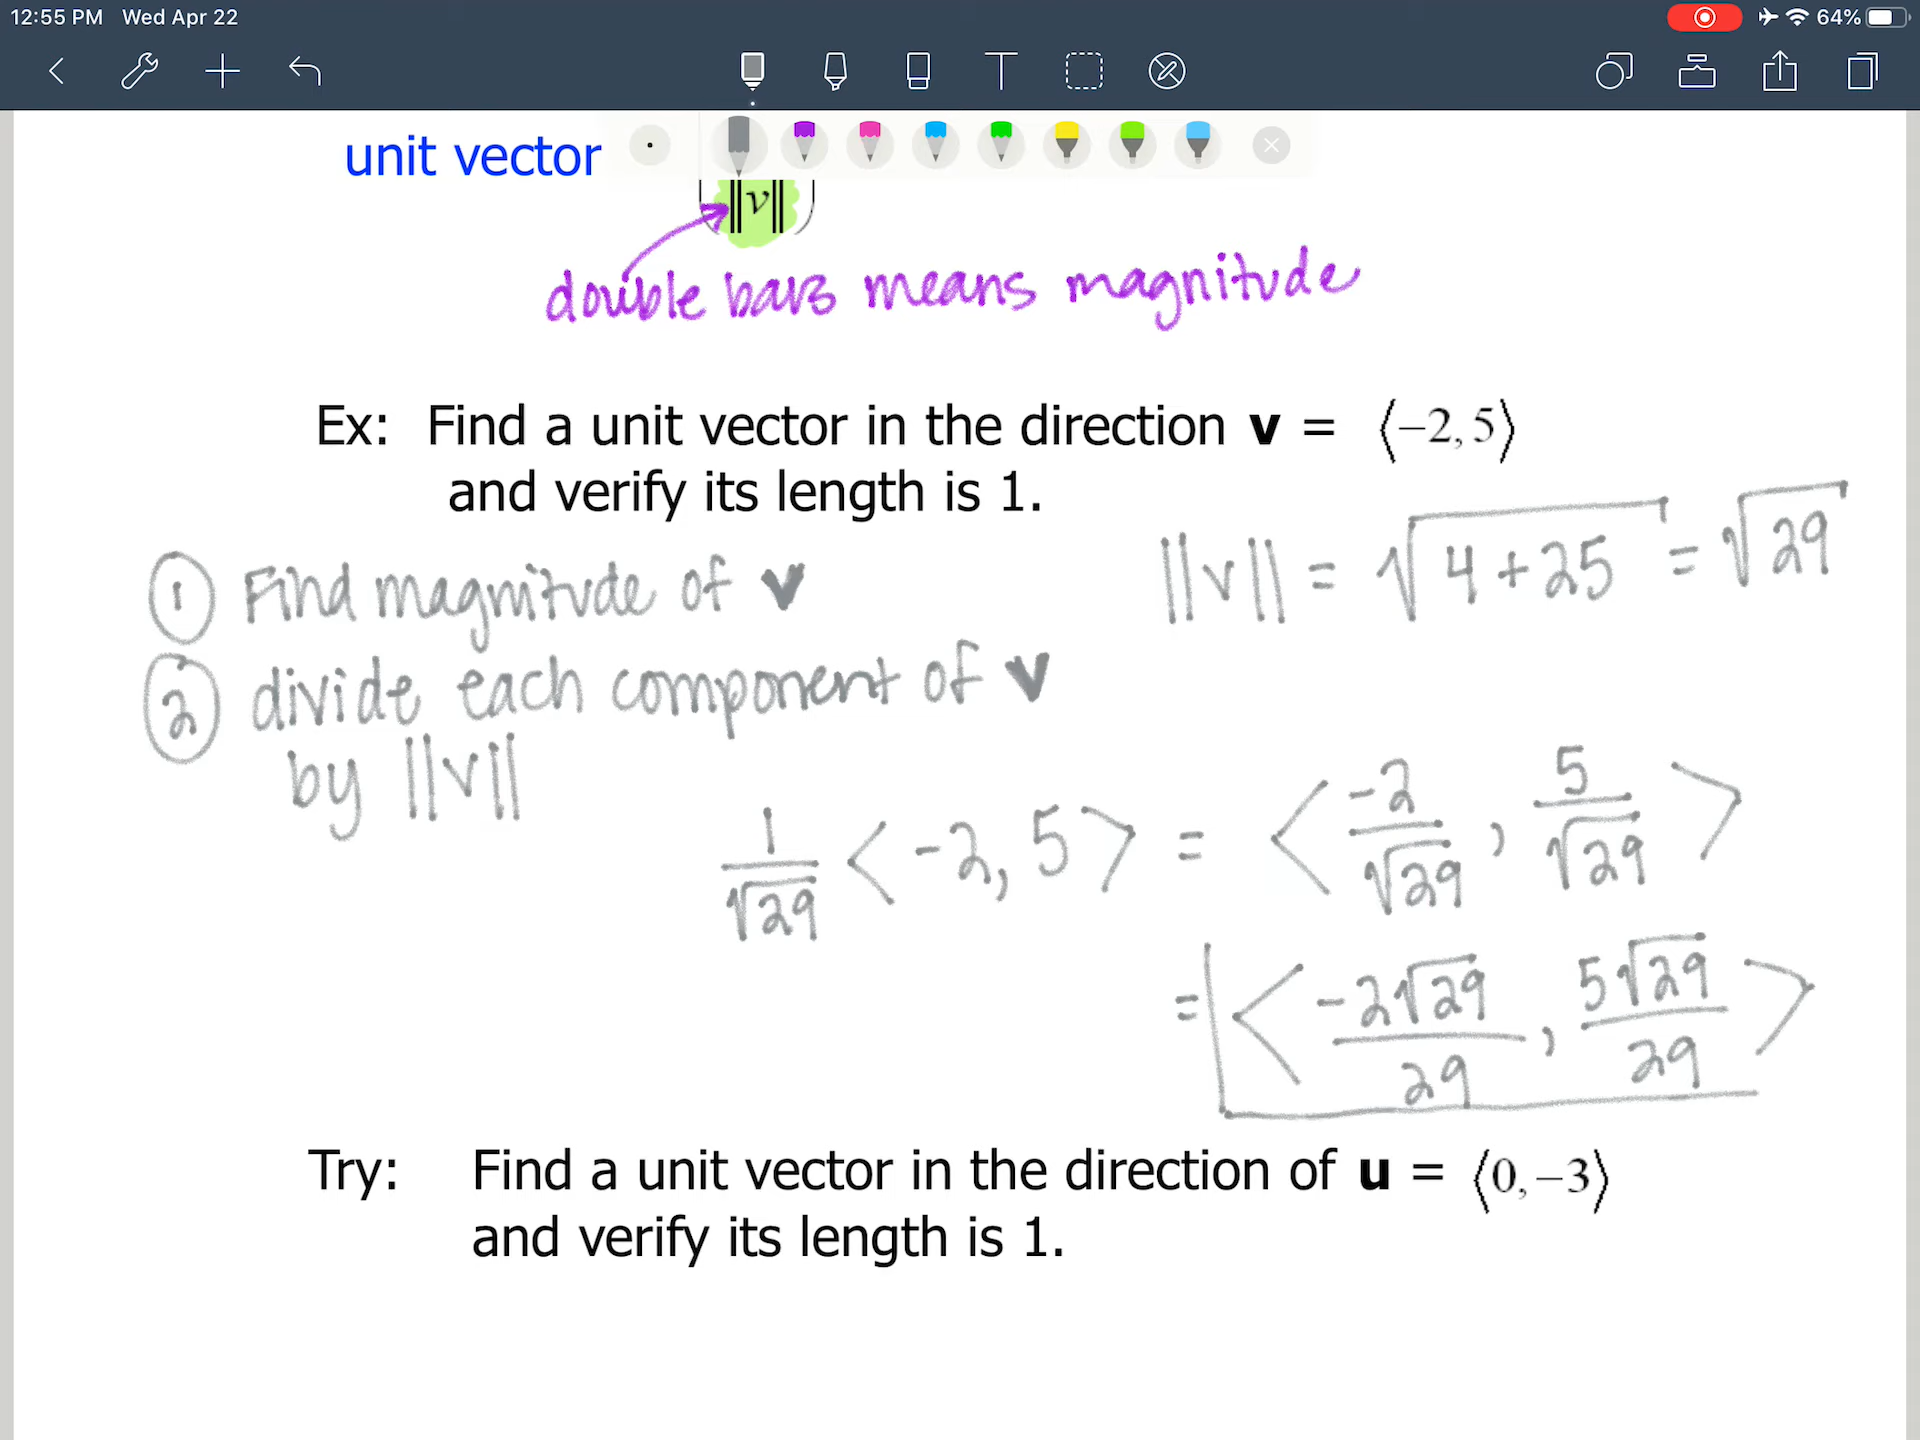 12:55 PM Wed Apr 22 64%
unit vector
‖v‖
double bars means magnitude
Ex: Find a unit vector in the direction v = ⟨−2, 5⟩
and verify its length is 1.
||v|| = √(4+25) = √29
① Find magnitude of v
② divide each component of v
by ||v||
1/√29 <-2, 5> = <-2/√29, 5/√29>
= <-2√29/29, 5√29/29>
Try: Find a unit vector in the direction of u = ⟨0, −3⟩
and verify its length is 1.